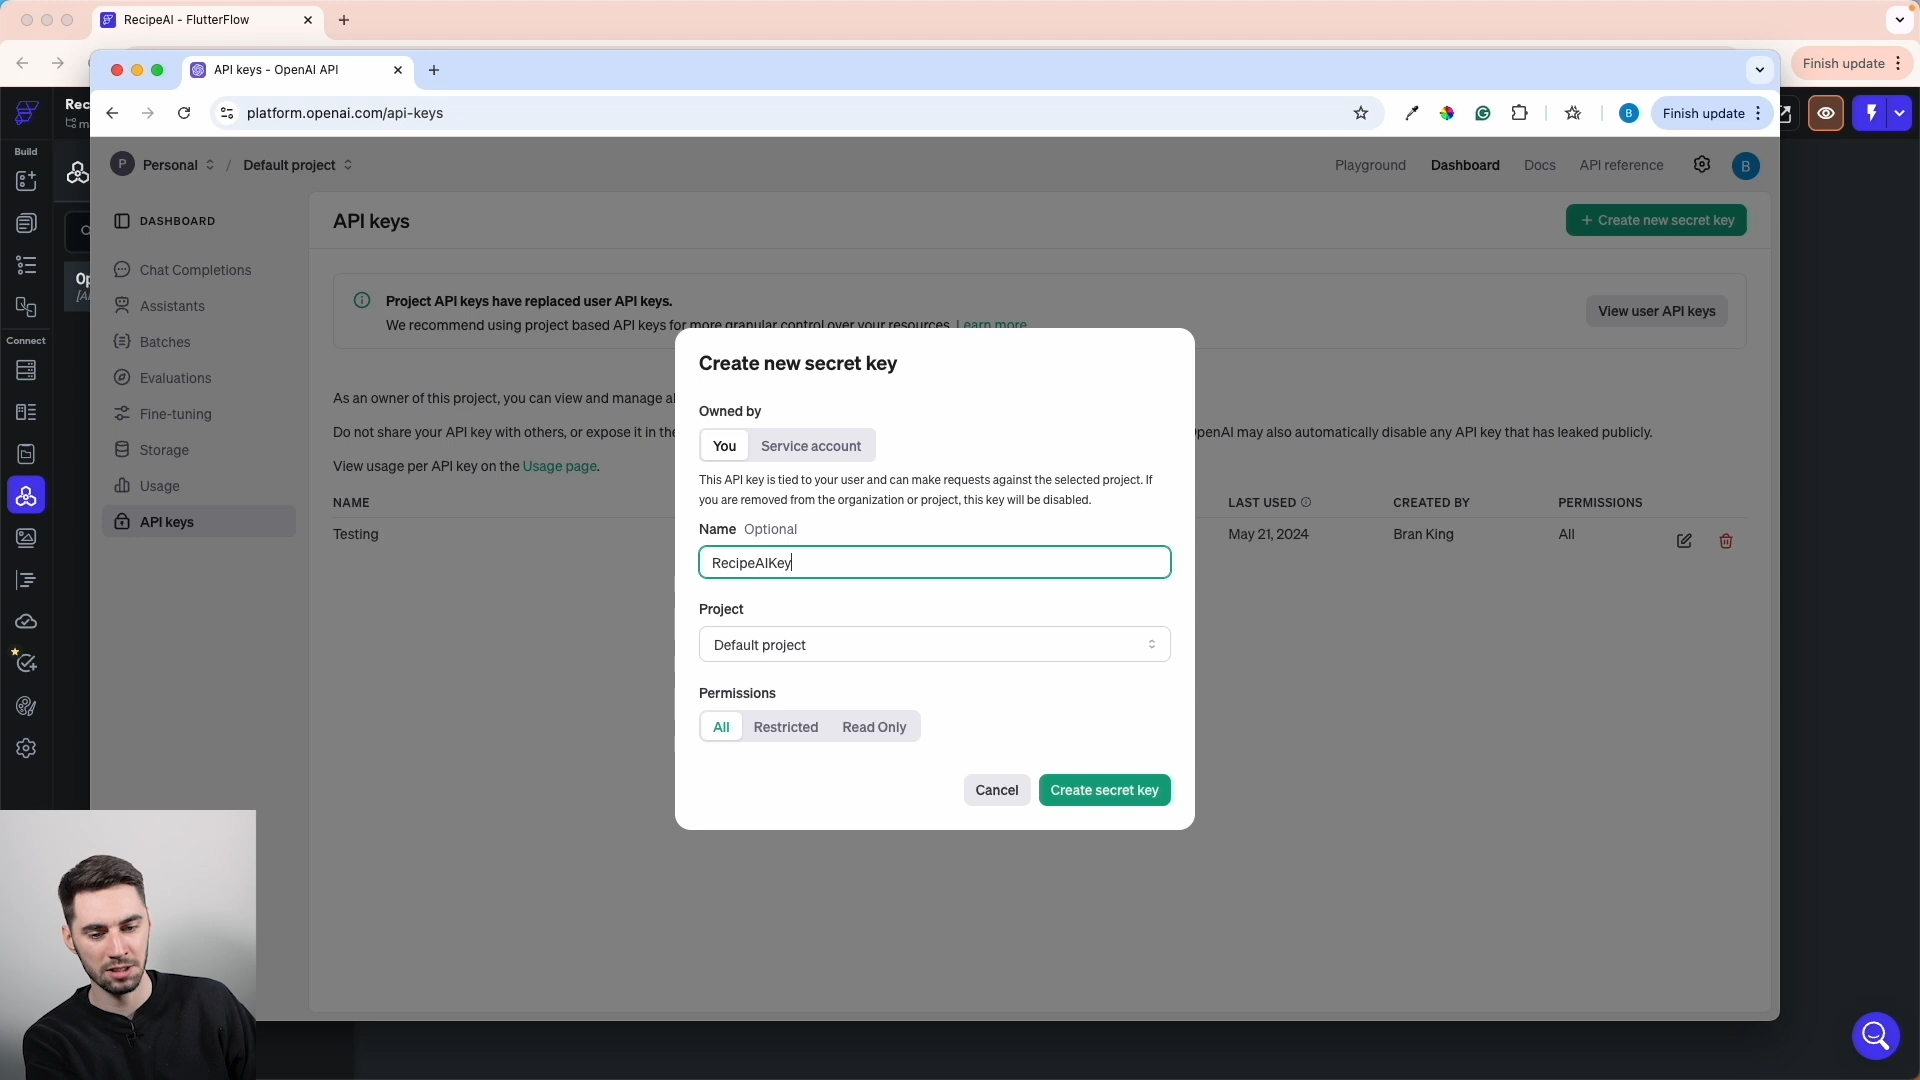 RecipeAI - FlutterFlow
Finish update
API keys - OpenAI API
platform.openai.com/api-keys
B
Finish update
Rec
Build
P Personal / Default project
Playground Dashboard Docs API reference B
DASHBOARD
API keys
+ Create new secret key
Chat Completions
Assistants
Batches
Evaluations
Fine-tuning
Storage
Usage
API keys
Connect
Project API keys have replaced user API keys.
We recommend using project based API keys for more granular control over your resources. Learn more
View user API keys
As an owner of this project, you can view and manage al
Do not share your API key with others, or expose it in the
OpenAI may also automatically disable any API key that has leaked publicly.
View usage per API key on the Usage page.
NAME LAST USED CREATED BY PERMISSIONS
Testing May 21, 2024 Bran King All
Create new secret key
Owned by
You Service account
This API key is tied to your user and can make requests against the selected project. If
you are removed from the organization or project, this key will be disabled.
Name Optional
RecipeAIKey
Project
Default project
Permissions
All Restricted Read Only
Cancel Create secret key